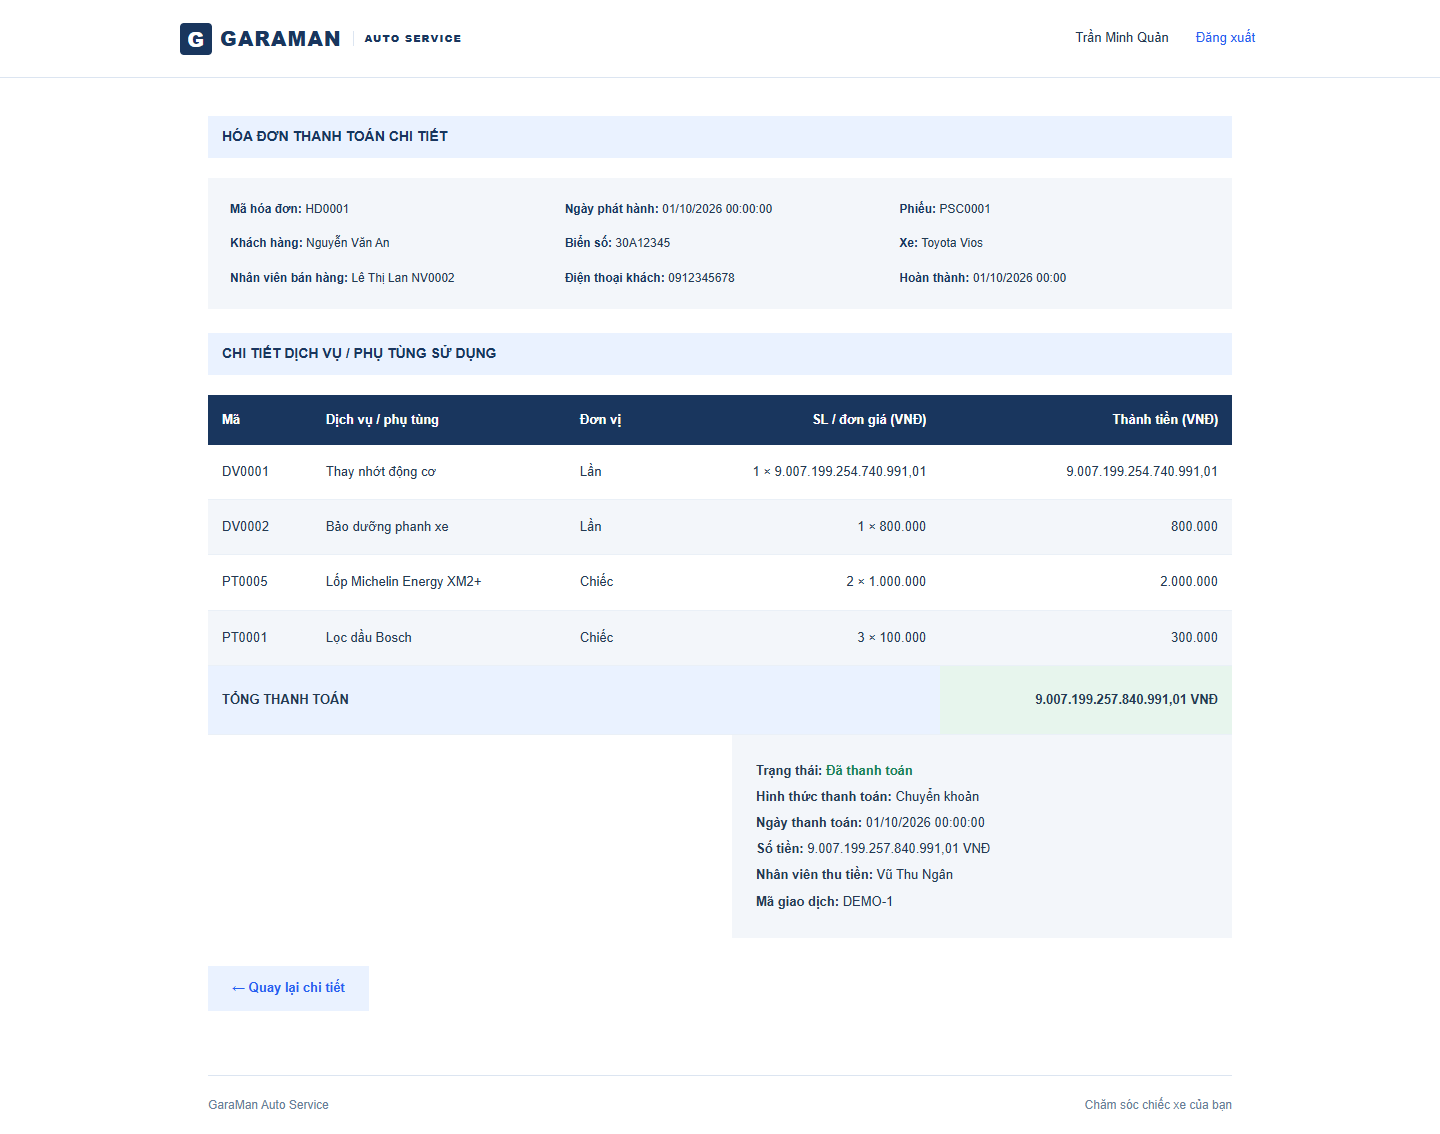 G GARAMAN AUTO SERVICE
Trần Minh Quản Đăng xuất
HÓA ĐƠN THANH TOÁN CHI TIẾT
Mã hóa đơn: HD0001 Ngày phát hành: 01/10/2026 00:00:00 Phiếu: PSC0001
Khách hàng: Nguyễn Văn An Biển số: 30A12345 Xe: Toyota Vios
Nhân viên bán hàng: Lê Thị Lan NV0002 Điện thoại khách: 0912345678 Hoàn thành: 01/10/2026 00:00
CHI TIẾT DỊCH VỤ / PHỤ TÙNG SỬ DỤNG
Mã Dịch vụ / phụ tùng Đơn vị SL / đơn giá (VNĐ) Thành tiền (VNĐ)
DV0001 Thay nhớt động cơ Lần 1 × 9.007.199.254.740.991,01 9.007.199.254.740.991,01
DV0002 Bảo dưỡng phanh xe Lần 1 × 800.000 800.000
PT0005 Lốp Michelin Energy XM2+ Chiếc 2 × 1.000.000 2.000.000
PT0001 Lọc dầu Bosch Chiếc 3 × 100.000 300.000
TỔNG THANH TOÁN 9.007.199.257.840.991,01 VNĐ
Trạng thái: Đã thanh toán
Hình thức thanh toán: Chuyển khoản
Ngày thanh toán: 01/10/2026 00:00:00
Số tiền: 9.007.199.257.840.991,01 VNĐ
Nhân viên thu tiền: Vũ Thu Ngân
Mã giao dịch: DEMO-1
← Quay lại chi tiết
GaraMan Auto Service Chăm sóc chiếc xe của bạn